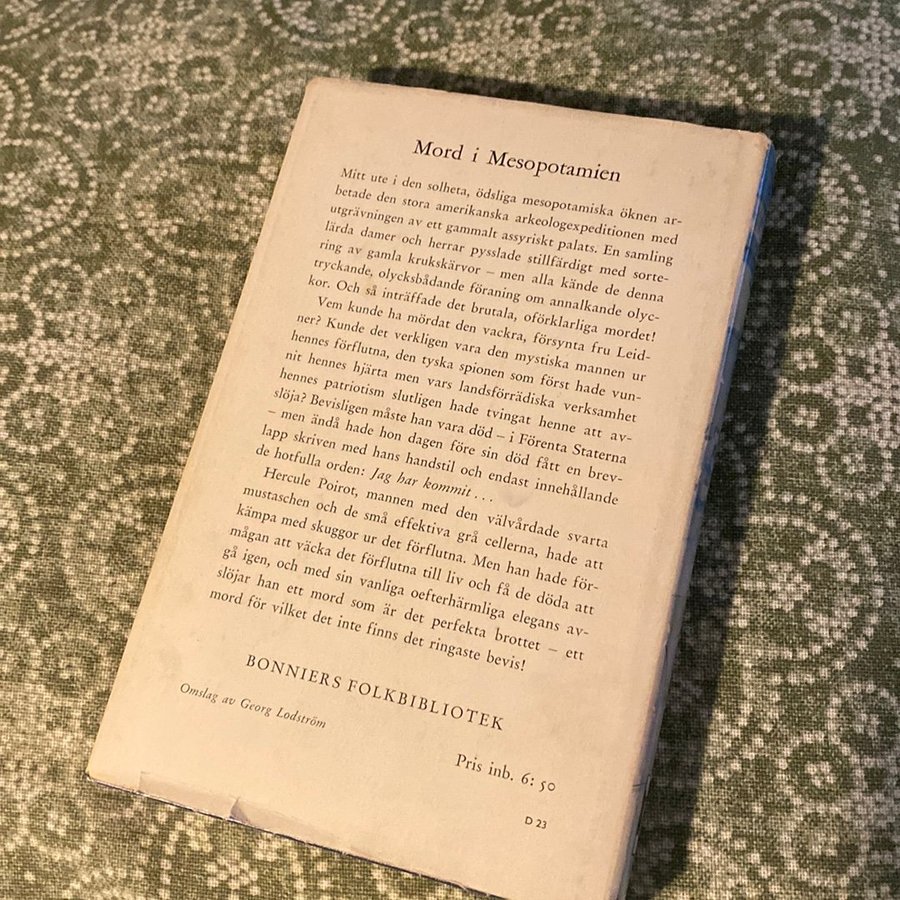 Mord i Mesopotamien
Mitt ute i den solheta, ödsliga mesopotamiska öknen ar-
betade den stora amerikanska arkeologexpeditionen med
utgrävningen av ett gammalt assyriskt palats. En samling
lärda damer och herrar pysslade stillfärdigt med sorte-
ring av gamla krukskärvor – men alla kände de denna
tryckande, olycksbådande föraning om annalkande olyc-
kor. Och så inträffade det brutala, oförklarliga mordet!
Vem kunde ha mördat den vackra, försynta fru Leid-
ner? Kunde det verkligen vara den mystiska mannen ur
hennes förflutna, den tyska spionen som först hade vun-
nit hennes hjärta men vars landsförrädiska verksamhet
hennes patriotism slutligen hade tvingat henne att av-
slöja? Bevisligen måste han vara död – i Förenta Staterna
– men ändå hade hon dagen före sin död fått en brev-
lapp skriven med hans handstil och endast innehållande
de hotfulla orden: Jag har kommit . . .
Hercule Poirot, mannen med den välvårdade svarta
mustaschen och de små effektiva grå cellerna, hade att
kämpa med skuggor ur det förflutna. Men han hade för-
mågan att väcka det förflutna till liv och få de döda att
gå igen, och med sin vanliga oefterhärmliga elegans av-
slöjar han ett mord som är det perfekta brottet – ett
mord för vilket det inte finns det ringaste bevis!
BONNIERS FOLKBIBLIOTEK
Omslag av Georg Lodström
Pris inb. 6: 50
D 23